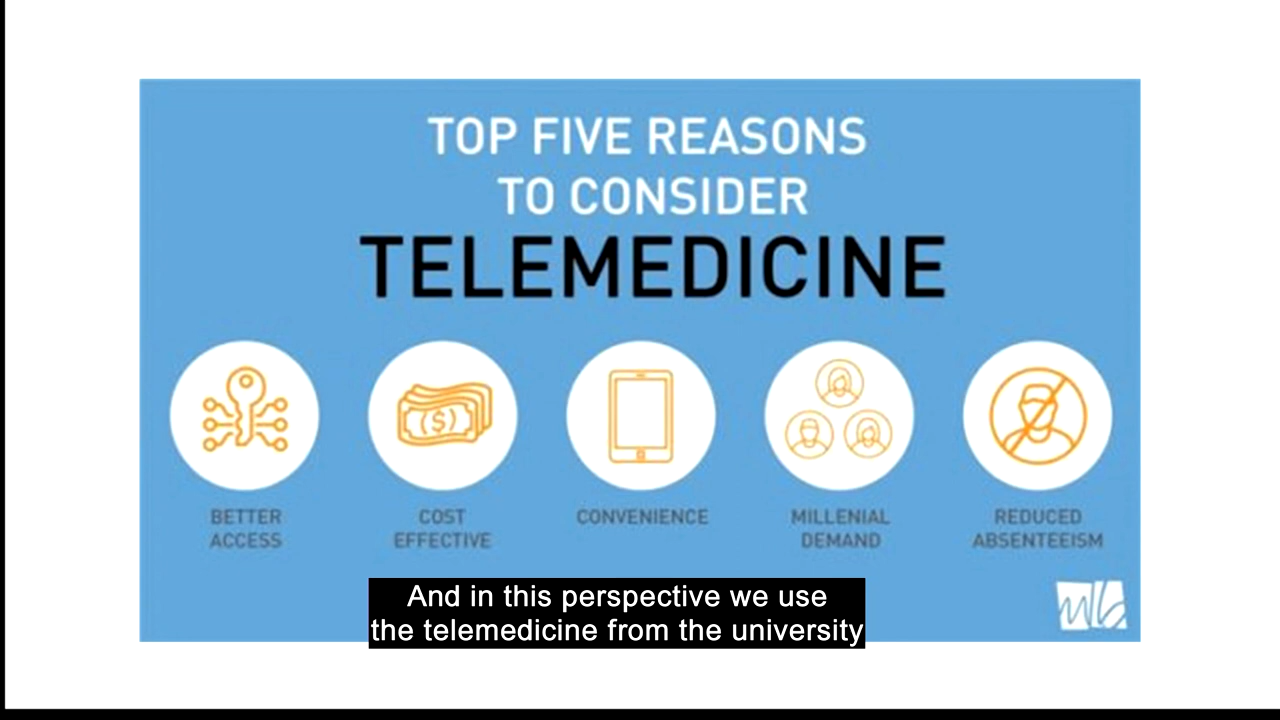 TOP FIVE REASONS
TO CONSIDER
TELEMEDICINE
BETTER
ACCESS
COST
EFFECTIVE
CONVENIENCE
MILLENIAL
DEMAND
REDUCED
ABSENTEEISM
And in this perspective we use
the telemedicine from the university